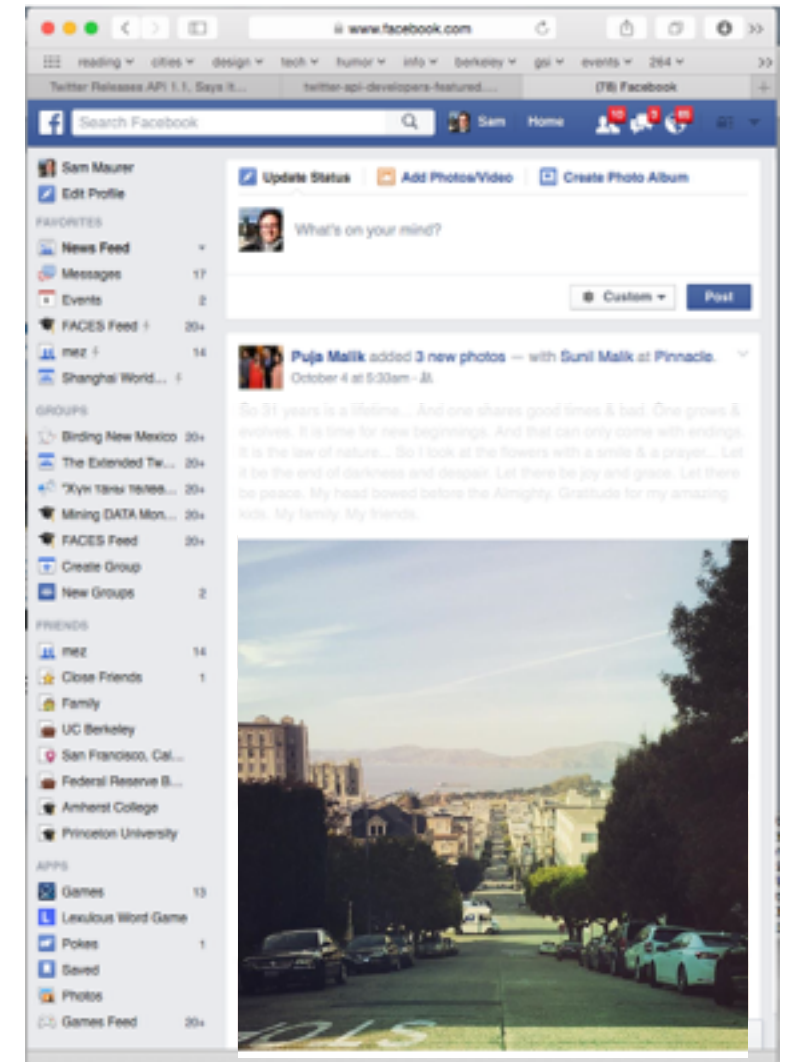 www.facebook.com
reading cities design tech humor info berkeley gsi events 264
Twitter Releases API 1.1, Says It...
twitter-api-developers-featured....
(78) Facebook
Search Facebook
Sam
Home
10
3
65
Sam Maurer
Edit Profile
FAVORITES
News Feed
Messages 17
Events 2
FACES Feed 20+
mez 14
Shanghai World...
GROUPS
Birding New Mexico 20+
The Extended Tw... 20+
20+
Mining DATA Mon... 20+
FACES Feed 20+
Create Group
New Groups 2
FRIENDS
mez 14
Close Friends 1
Family
UC Berkeley
San Francisco, Cal...
Federal Reserve B...
Amherst College
Princeton University
APPS
Games 13
Lexulous Word Game
Pokes 1
Saved
Photos
Games Feed 20+
Update Status Add Photos/Video Create Photo Album
What's on your mind?
Custom Post
Puja Malik added 3 new photos — with Sunil Malik at Pinnacle.
October 4 at 5:33am
So 31 years is a lifetime... And one shares good times & bad. One grows &
evolves. It is time for new beginnings. And that can only come with endings.
It is the law of nature... So I look at the flowers with a smile & a prayer... Let
it be the end of darkness and despair. Let there be joy and grace. Let there
be peace. My head bowed before the Almighty. Gratitude for my amazing
kids. My family. My friends.
STOP